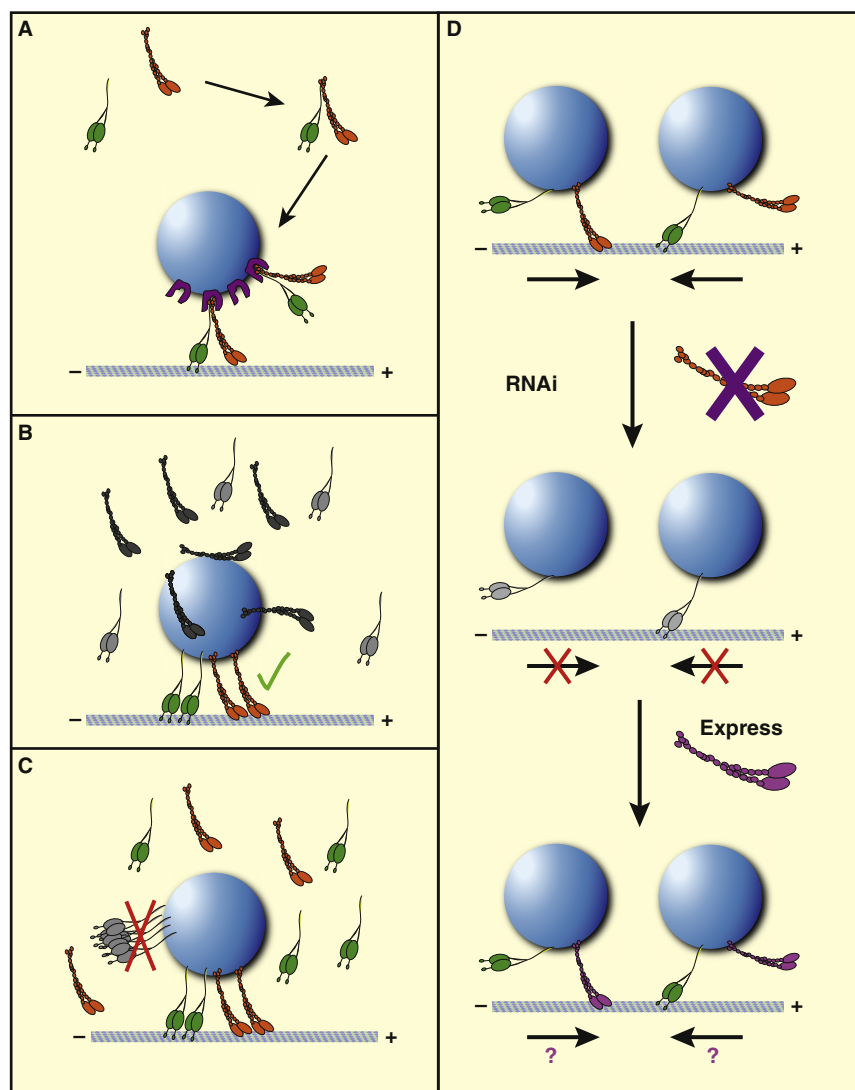 A
– +
B
– +
C
– +
D
– +
RNAi
– +
Express
– +
? ?